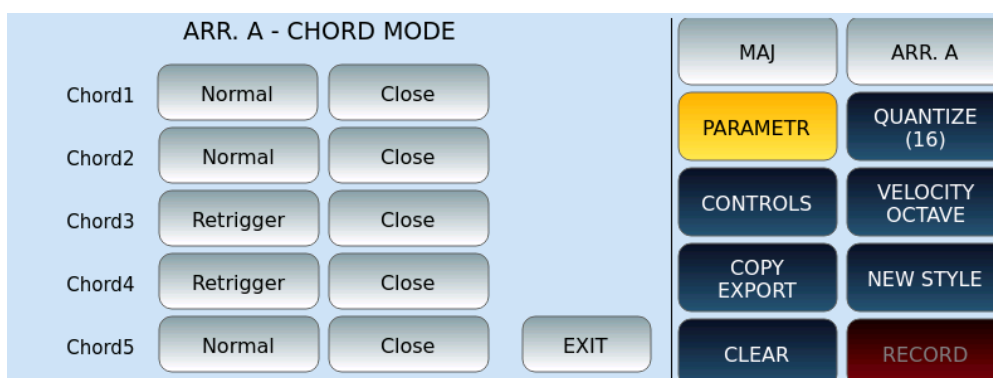 ARR. A - CHORD MODE
Chord1 Normal Close
Chord2 Normal Close
Chord3 Retrigger Close
Chord4 Retrigger Close
Chord5 Normal Close EXIT
MAJ ARR. A
PARAMETR QUANTIZE
(16)
CONTROLS VELOCITY
OCTAVE
COPY
EXPORT NEW STYLE
CLEAR RECORD